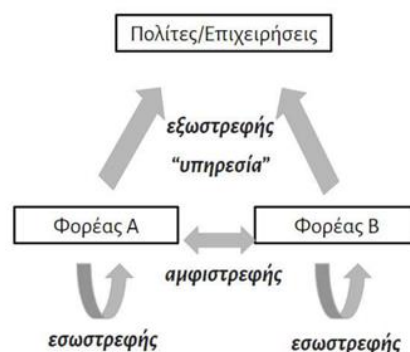 Πολίτες/Επιχειρήσεις
εξωστρεφής
“υπηρεσία”
Φορέας Α
Φορέας Β
αμφιστρεφής
εσωστρεφής
εσωστρεφής